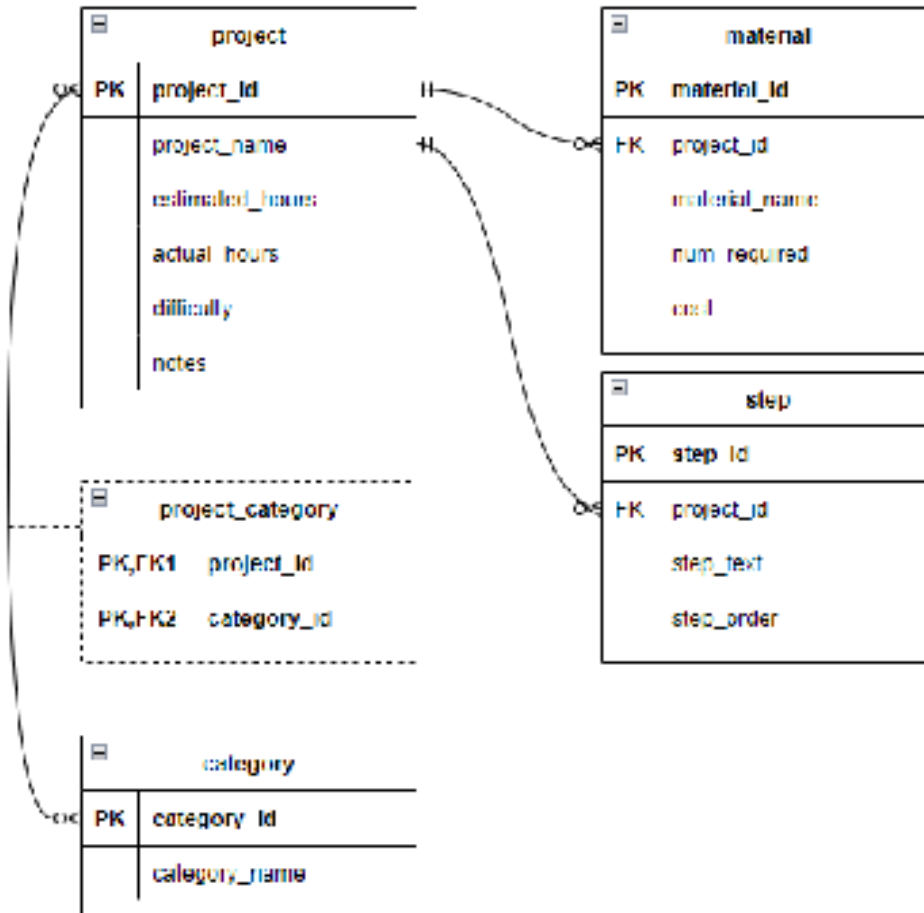 project
PK project_id
project_name
estimated_hours
actual_hours
difficulty
notes
material
PK material_id
FK project_id
material_name
num_required
cost
step
PK step_id
FK project_id
step_text
step_order
project_category
PK,FK1 project_id
PK,FK2 category_id
category
PK category_id
category_name